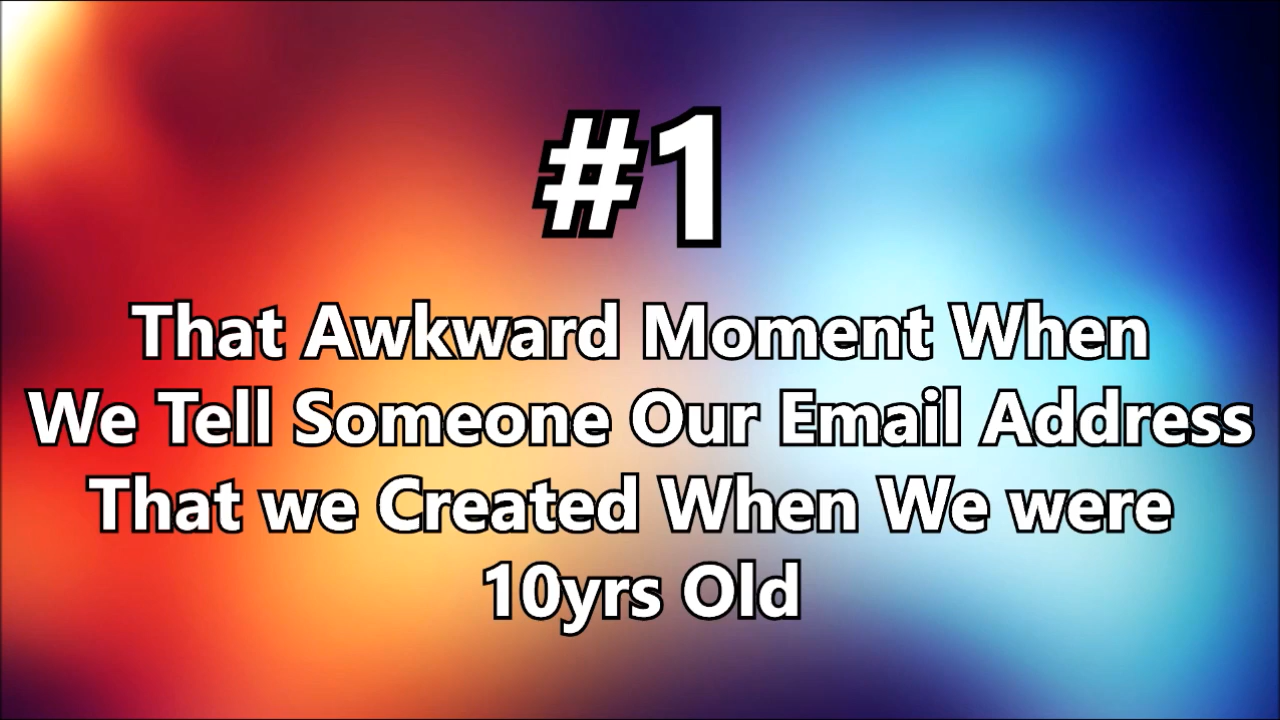 #1
That Awkward Moment When
We Tell Someone Our Email Address
That we Created When We were
10yrs Old